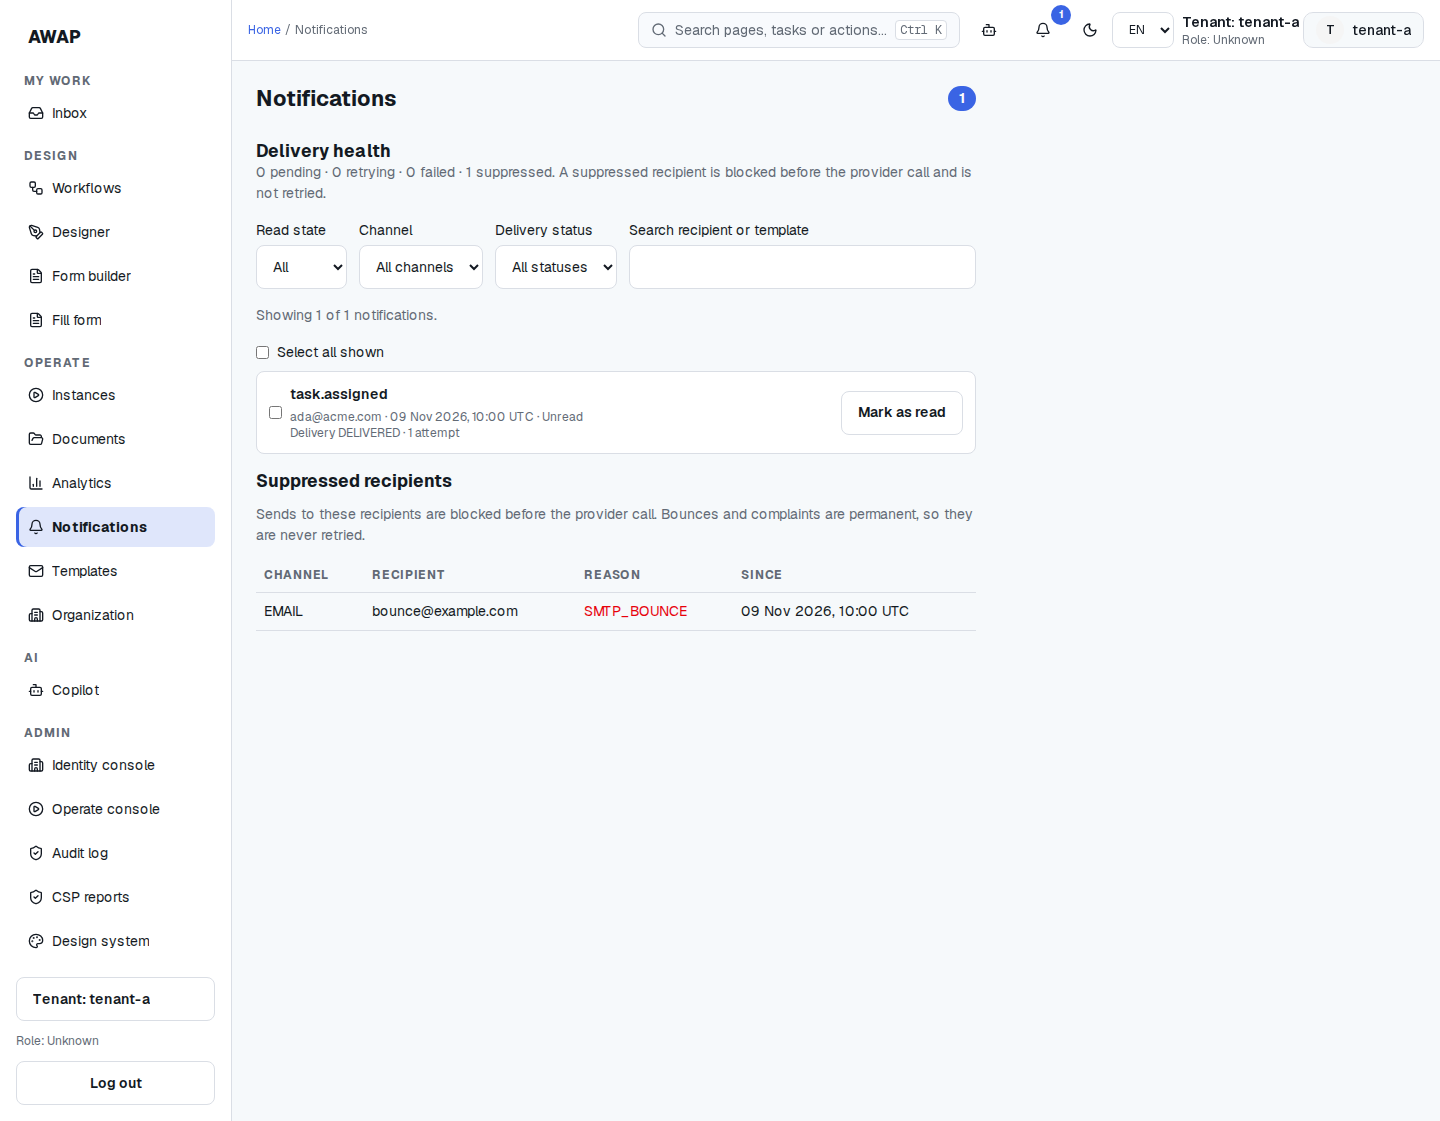 AWAP
MY WORK
Inbox
DESIGN
Workflows
Designer
Form builder
Fill form
OPERATE
Instances
Documents
Analytics
Notifications
Templates
Organization
AI
Copilot
ADMIN
Identity console
Operate console
Audit log
CSP reports
Design system
Tenant: tenant-a
Role: Unknown
Log out
Home / Notifications
Search pages, tasks or actions... Ctrl K
1
EN
Tenant: tenant-a
Role: Unknown
T tenant-a
Notifications 1
Delivery health
0 pending · 0 retrying · 0 failed · 1 suppressed. A suppressed recipient is blocked before the provider call and is
not retried.
Read state Channel Delivery status Search recipient or template
All All channels All statuses
Showing 1 of 1 notifications.
Select all shown
task.assigned
ada@acme.com · 09 Nov 2026, 10:00 UTC · Unread
Delivery DELIVERED · 1 attempt
Mark as read
Suppressed recipients
Sends to these recipients are blocked before the provider call. Bounces and complaints are permanent, so they
are never retried.
CHANNEL RECIPIENT REASON SINCE
EMAIL bounce@example.com SMTP_BOUNCE 09 Nov 2026, 10:00 UTC